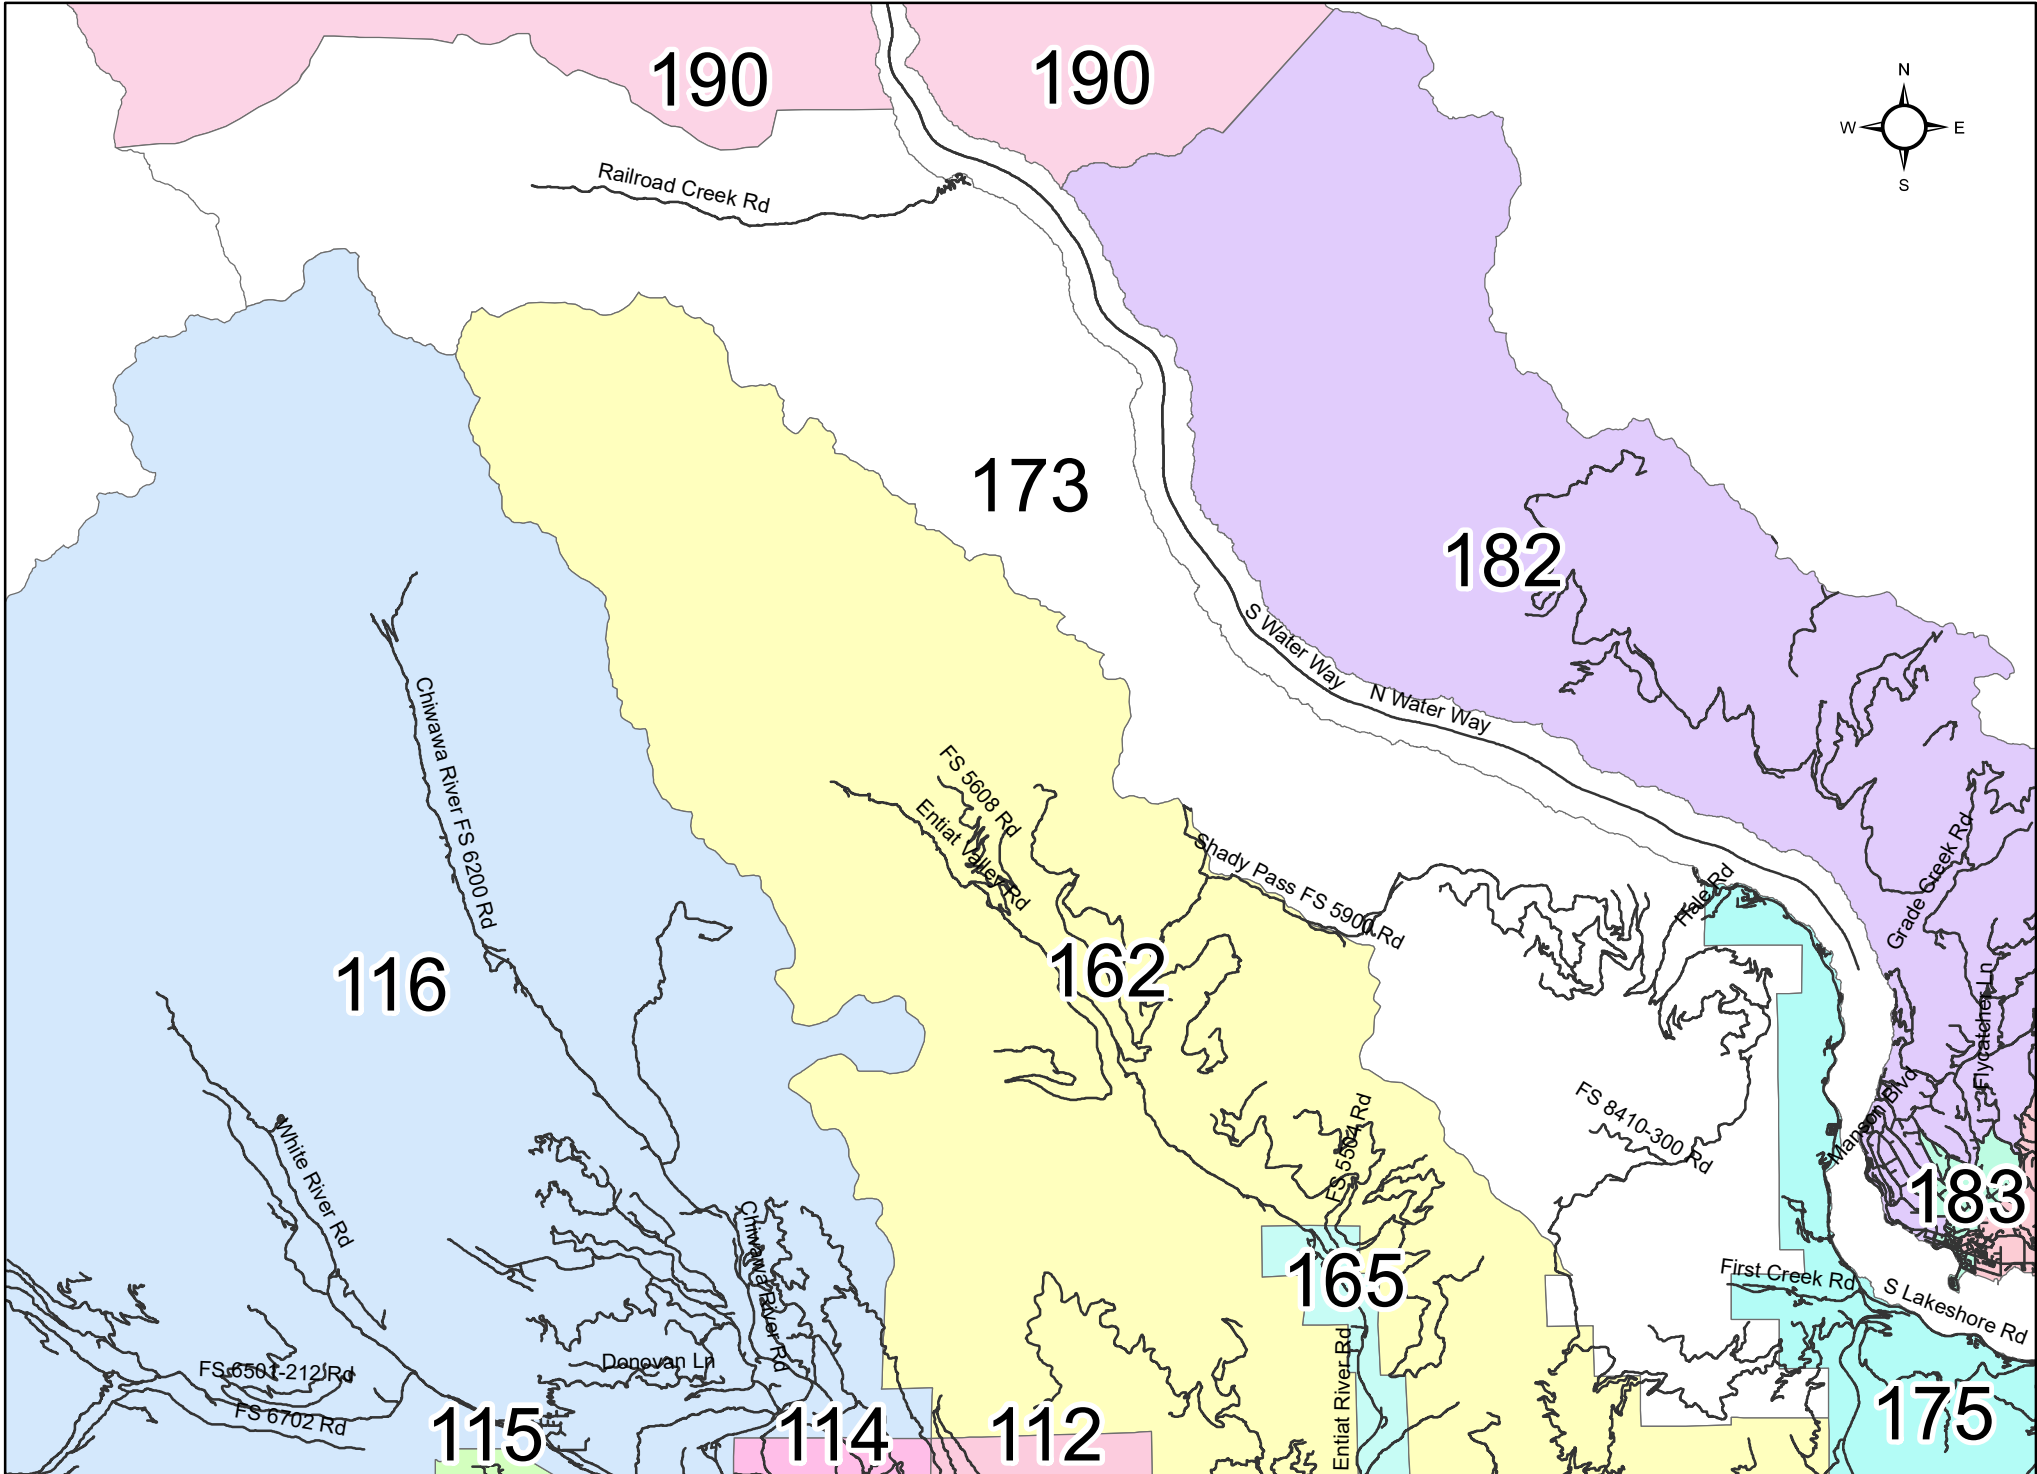 190
190
N
W
E
S
Railroad Creek Rd
173
182
S Water Way
N Water Way
Chiwawa River FS 6200 Rd
FS 5608 Rd
Entiat Valley Rd
Shady Pass FS 5900 Rd
Hale Rd
Grade Creek Rd
116
162
Flycatcher Ln
Manson Blvd
FS 8410-300 Rd
FS 5504 Rd
White River Rd
183
Chiwawa River Rd
165
First Creek Rd
S Lakeshore Rd
Entiat River Rd
Donovan Ln
FS 6501-212 Rd
FS 6702 Rd
115
114
112
175